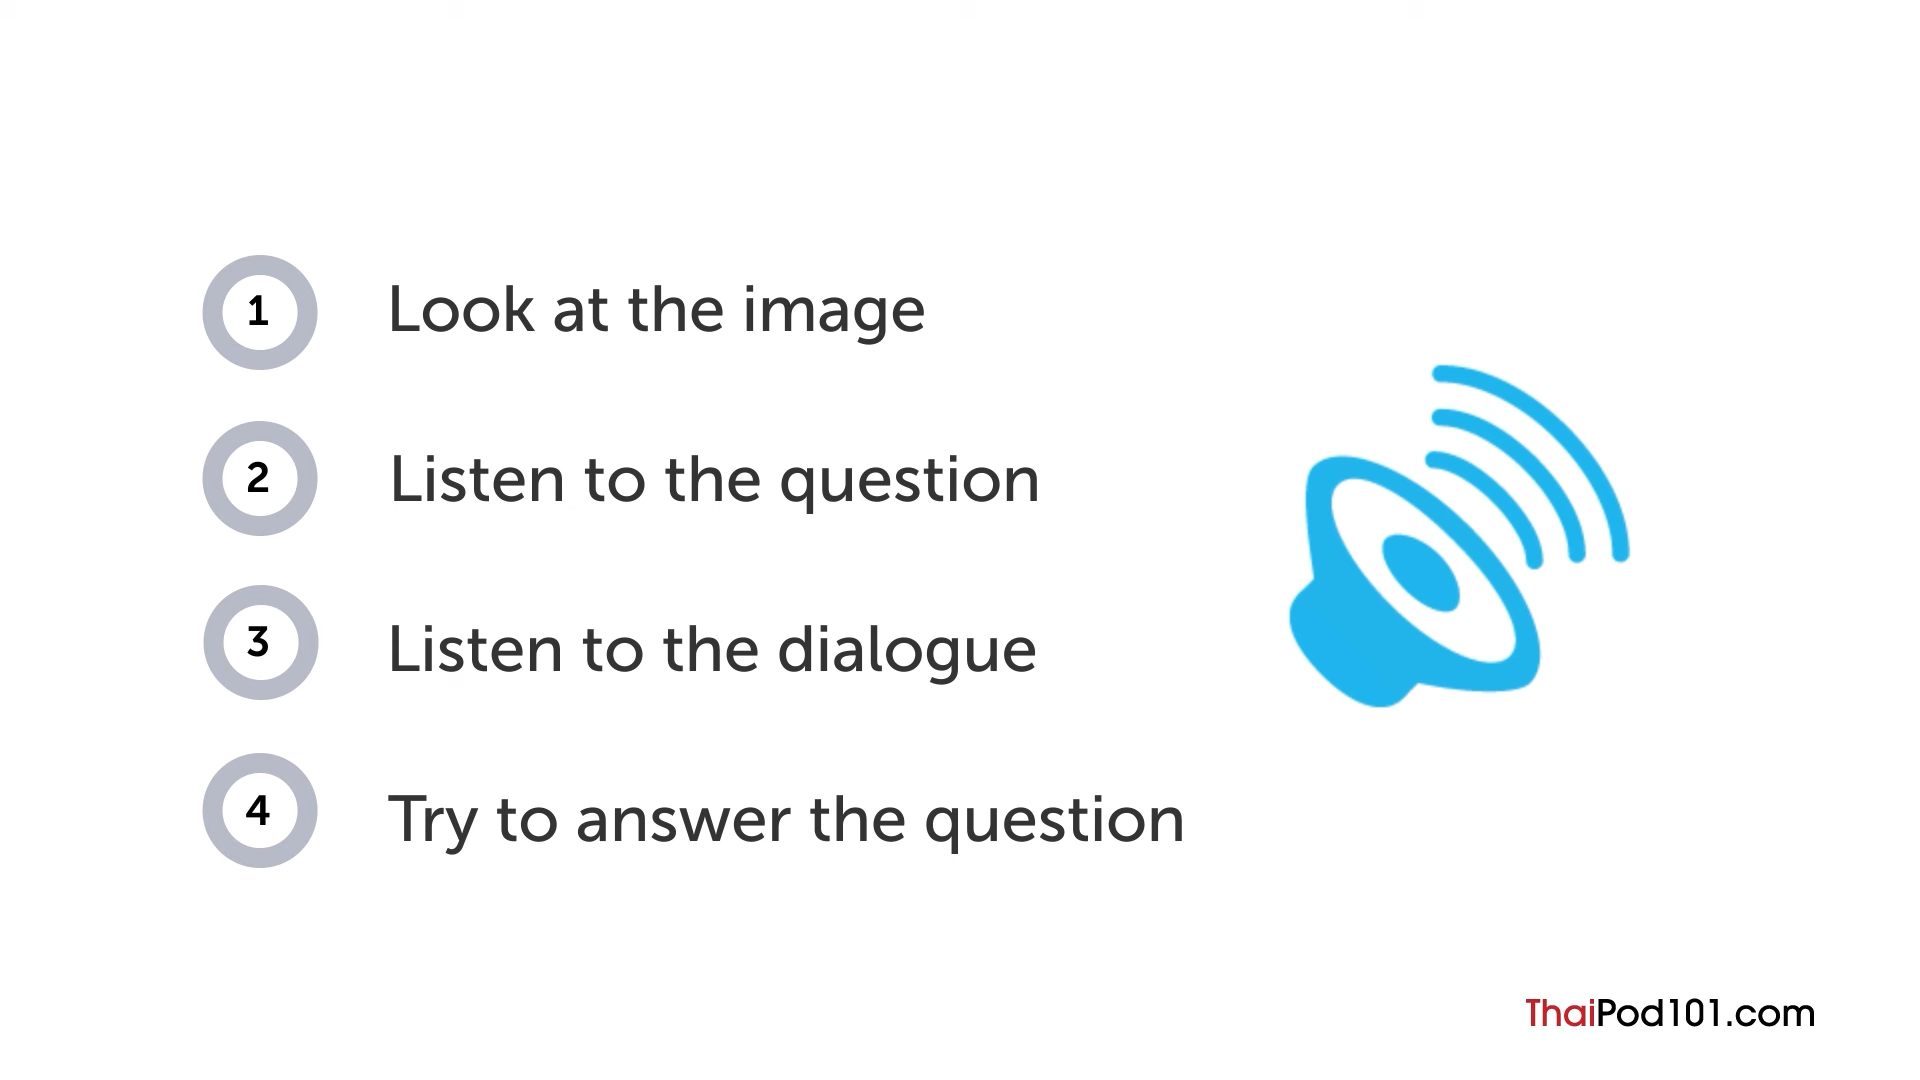 1 Look at the image
2 Listen to the question
3 Listen to the dialogue
4 Try to answer the question
ThaiPod101.com